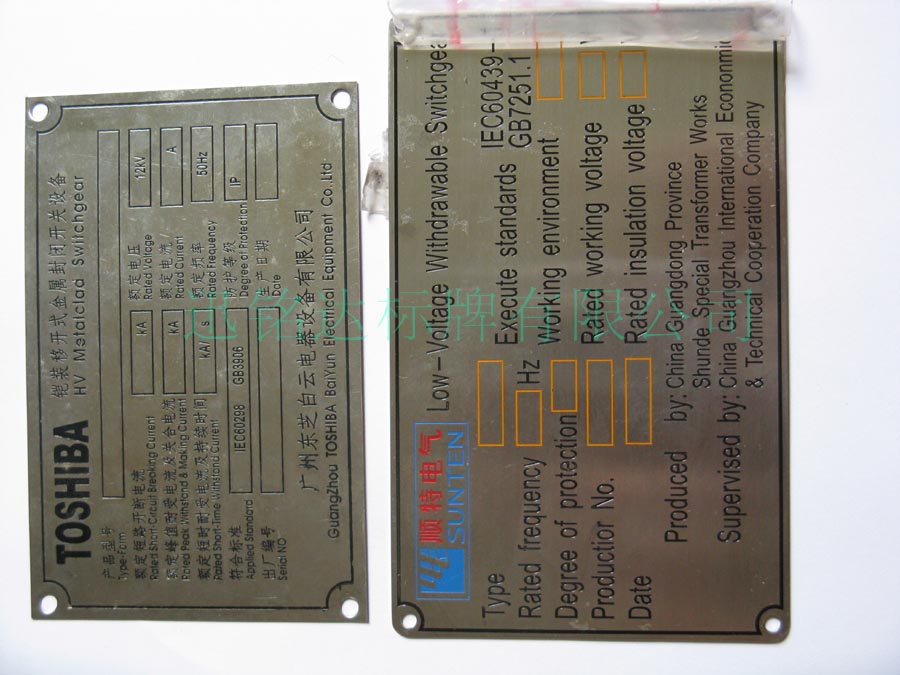 TOSHIBA 铠装移开式金属封闭开关设备
HV Metalclad Switchgear
产品型号
Type-Form
额定短路开断电流 kA 额定电压 12kV
Rate Short-Circuit Breaking Current Rated Voltage
额定峰值耐受电流及关合电流 kA 额定电流/ A
Rated Peak Withstand & Making Current Rated Current
额定短时耐受电流及持续时间 kA/ s 额定频率 50Hz
Rated Short-Time Withstand Current Rated Frequency
符合标准 IEC60298 GB3906 防护等级 IP
Applied Standard Degree of Protection
出厂编号 生产日期
Serial NO Date
广州东芝白云电器设备有限公司
GuangZhou TOSHIBA BaiYun Electrical Equipment Co.,Ltd
顺特电气
SUNTEN
Low-Voltage Withdrawable Switchgea
Type Execute standards IEC60439-
GB7251.1
Rated frequency Hz Working environment
Degree of protection Rated working voltage
Production No. Rated insulation voltage
Date
Produced by: China Guangdong Province
Shunde Special Transformer Works
Supervised by: China Gungzhou International Econonmic
& Technical Cooperation Company
迅铭达标牌有限公司